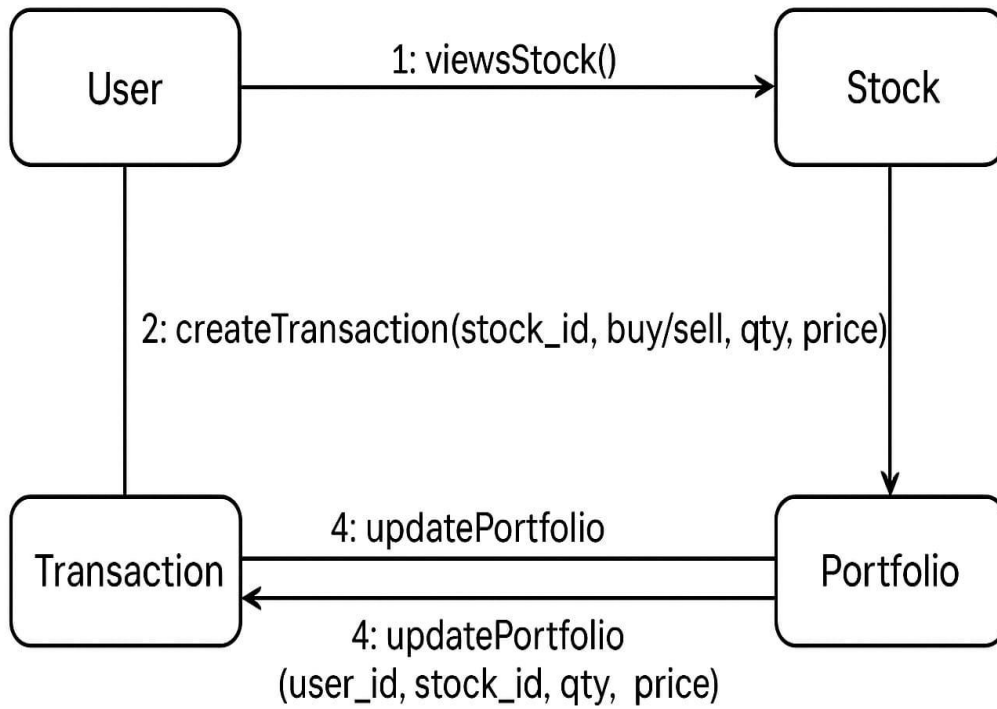 1: viewsStock()
User
Stock
2: createTransaction(stock_id, buy/sell, qty, price)
4: updatePortfolio
Transaction
Portfolio
4: updatePortfolio
(user_id, stock_id, qty, price)